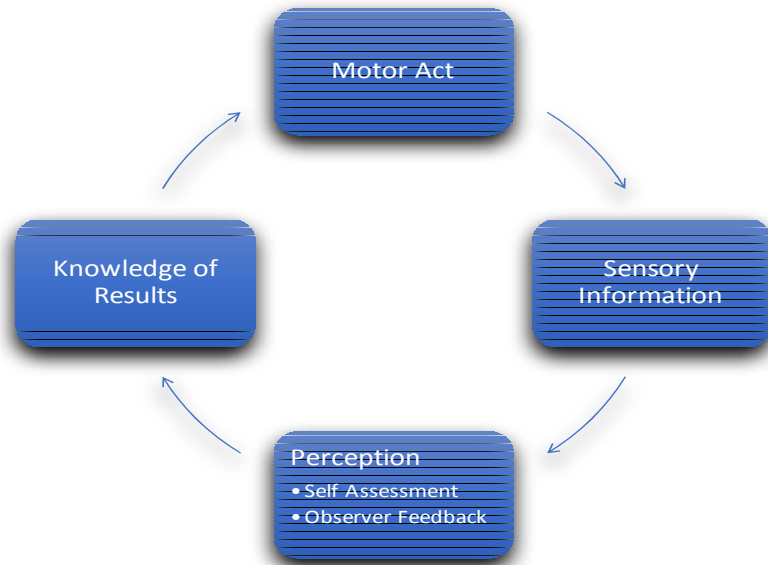 Motor Act
Sensory
Information
Perception
• Self Assessment
• Observer Feedback
Knowledge of
Results